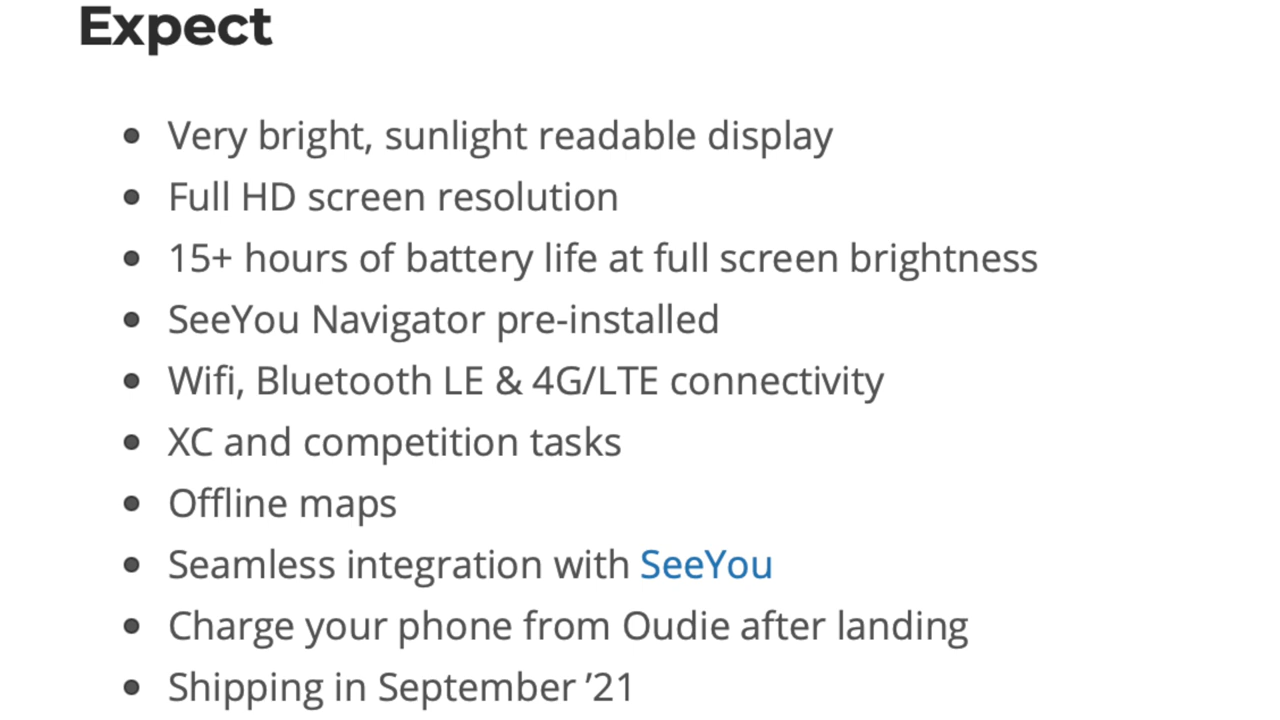 Expect
Very bright, sunlight readable display
Full HD screen resolution
15+ hours of battery life at full screen brightness
SeeYou Navigator pre-installed
Wifi, Bluetooth LE & 4G/LTE connectivity
XC and competition tasks
Offline maps
Seamless integration with SeeYou
Charge your phone from Oudie after landing
Shipping in September ’21